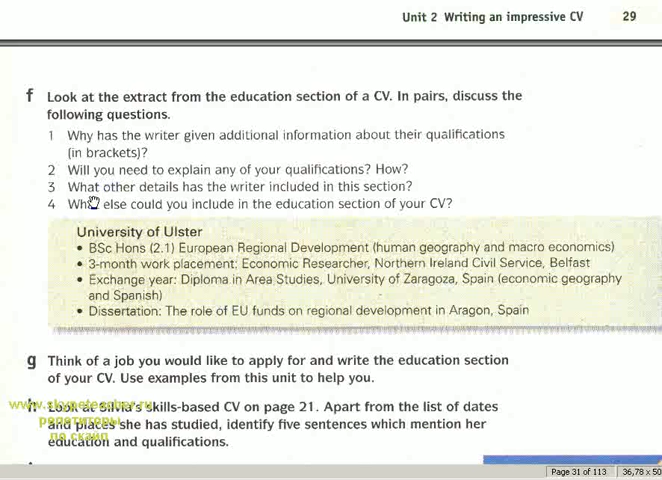 Unit 2 Writing an impressive CV 29
f Look at the extract from the education section of a CV. In pairs, discuss the
following questions.
1 Why has the writer given additional information about their qualifications
(in brackets)?
2 Will you need to explain any of your qualifications? How?
3 What other details has the writer included in this section?
4 else could you include in the education section of your CV?
University of Ulster
• BSc Hons (2.1) European Regional Development (human geography and macro economics)
• 3-month work placement: Economic Researcher, Northern Ireland Civil Service, Belfast
• Exchange year: Diploma in Area Studies, University of Zaragoza, Spain (economic geography
and Spanish)
• Dissertation: The role of EU funds on regional development in Aragon, Spain
g Think of a job you would like to apply for and write the education section
of your CV. Use examples from this unit to help you.
h Look at Silvia's skills-based CV on page 21. Apart from the list of dates
and places she has studied, identify five sentences which mention her
education and qualifications.
репетиторы
по скайп
Page 31 of 113 36,78 x 50